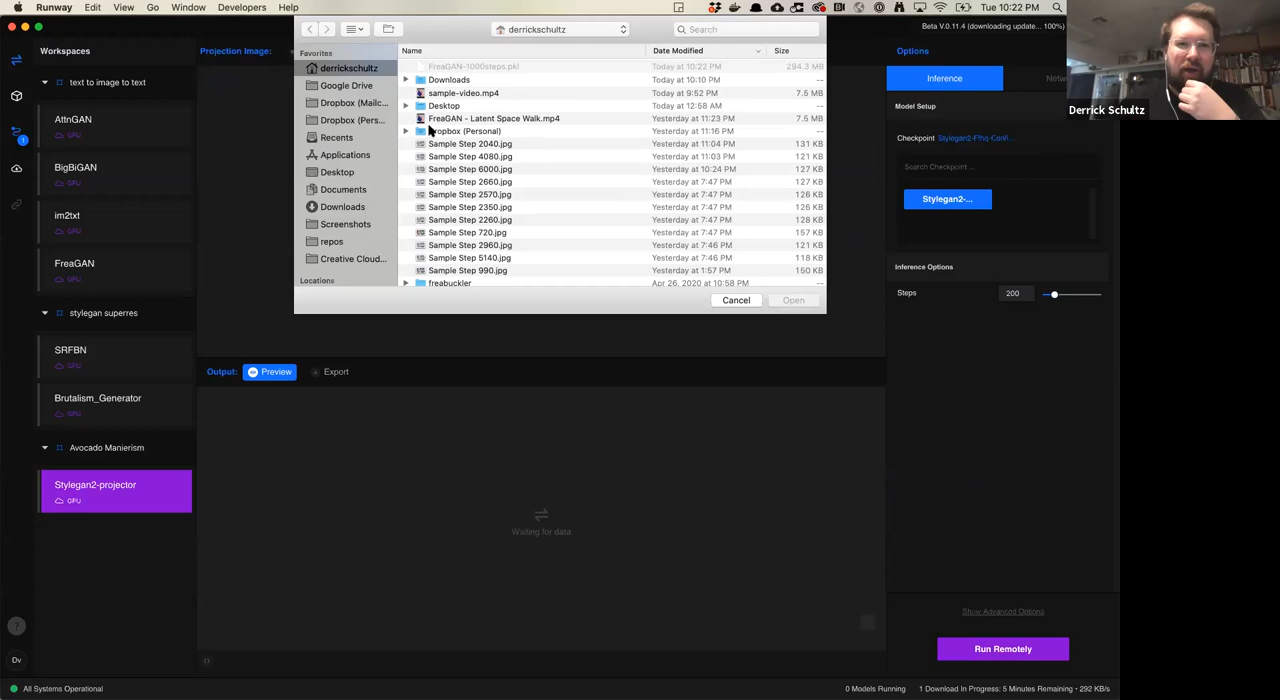 Runway File Edit View Go Window Developers Help
Tue 10:22 PM
Beta V.0.11.4 (downloading update... 100%)
Workspaces
text to image to text
AttnGAN
GPU
BigBiGAN
GPU
im2txt
GPU
FreaGAN
GPU
stylegan superres
SRFBN
GPU
Brutalism_Generator
GPU
Avocado Manierism
Stylegan2-projector
GPU
1
?
Dv
Projection Image:
derrickschultz
Search
Favorites
derrickschultz
Google Drive
Dropbox (Mailc...
Dropbox (Pers...
Recents
Applications
Desktop
Documents
Downloads
Screenshots
repos
Creative Cloud...
Locations
Name Date Modified Size
FreaGAN-1000steps.pkl Today at 10:22 PM 294.3 MB
Downloads Today at 10:10 PM --
sample-video.mp4 Today at 9:52 PM 7.5 MB
Desktop Today at 12:58 AM --
FreaGAN - Latent Space Walk.mp4 Yesterday at 11:23 PM 7.5 MB
Dropbox (Personal) Yesterday at 11:16 PM --
Sample Step 2040.jpg Yesterday at 11:04 PM 131 KB
Sample Step 4080.jpg Yesterday at 11:03 PM 121 KB
Sample Step 6000.jpg Yesterday at 10:24 PM 127 KB
Sample Step 2660.jpg Yesterday at 7:47 PM 127 KB
Sample Step 2570.jpg Yesterday at 7:47 PM 126 KB
Sample Step 2350.jpg Yesterday at 7:47 PM 126 KB
Sample Step 2260.jpg Yesterday at 7:47 PM 128 KB
Sample Step 720.jpg Yesterday at 7:47 PM 157 KB
Sample Step 2960.jpg Yesterday at 7:46 PM 121 KB
Sample Step 5140.jpg Yesterday at 7:46 PM 118 KB
Sample Step 990.jpg Yesterday at 1:57 PM 150 KB
freabuckler Apr 26, 2020 at 10:58 PM --
Cancel Open
Output: Preview Export
Waiting for data
Options
Inference Netw
Model Setup
Checkpoint Stylegan2-Ffhq-Confi...
Search Checkpoint ...
Stylegan2-...
Inference Options
Steps 200
Show Advanced Options
Run Remotely
Derrick Schultz
All Systems Operational
0 Models Running 1 Download In Progress: 5 Minutes Remaining • 292 KB/s